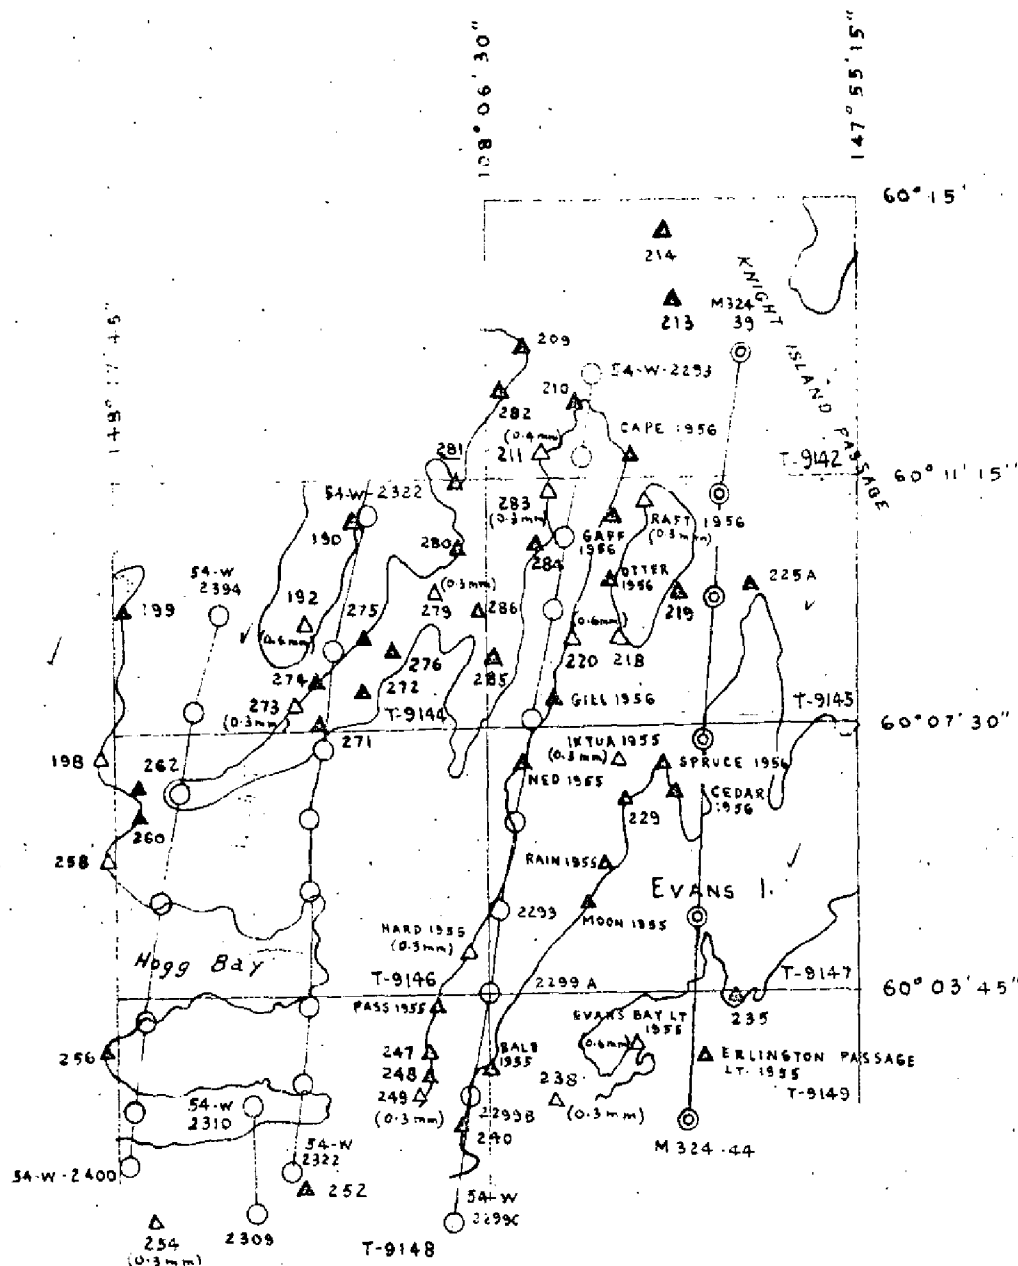 147° 55' 15"
60° 15'
214
KNIGHT ISLAND PASSAGE
M324
39
213
209
54-W-2293
210
282
(0.4mm)
CAPE 1956
281
211
T-9142
60° 11' 15"
54-W-2322
283
(0.3mm)
RAFT 1956
(0.3mm)
190
GAFF
1956
280
284
54-W
2394
(0.3mm)
OTTER
1956
225A
199
192
275
279
286
219
(0.4mm)
(0.6mm)
276
220
218
274
285
272
GILL 1956
273
(0.3mm)
T-9144
T-9145
271
60° 07' 30"
IKTUA 1955
(0.3mm)
198
262
NED 1955
SPRUCE 1956
CEDAR
1956
260
229
258
RAIN 1955
EVANS I.
2293
MOON 1955
HARD 1955
(0.3mm)
Hogg Bay
T-9146
2299A
T-9147
60° 03' 45"
PASS 1955
EVANS BAY LT
1955
235
256
247
BALD
1955
(0.6mm)
ERLINGTON PASSAGE
LT. 1955
248
238
249
(0.3mm)
54-W
2310
2299B
(0.3mm)
T-9149
240
M 324-44
54-W
2322
54-W-2400
252
54-W
2299C
254
(0.3mm)
2309
T-9148